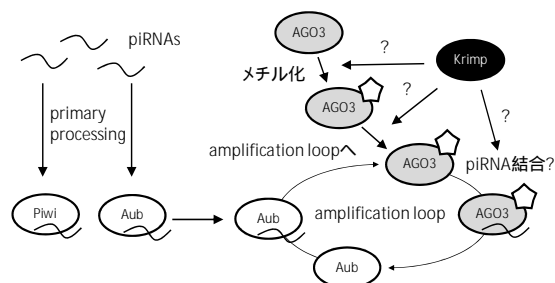 piRNAs
AGO3
?
Krimp
メチル化
AGO3
?
?
primary
processing
amplification loopへ
AGO3
piRNA結合?
Piwi
Aub
Aub
amplification loop
AGO3
Aub